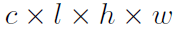 c × l × h × w